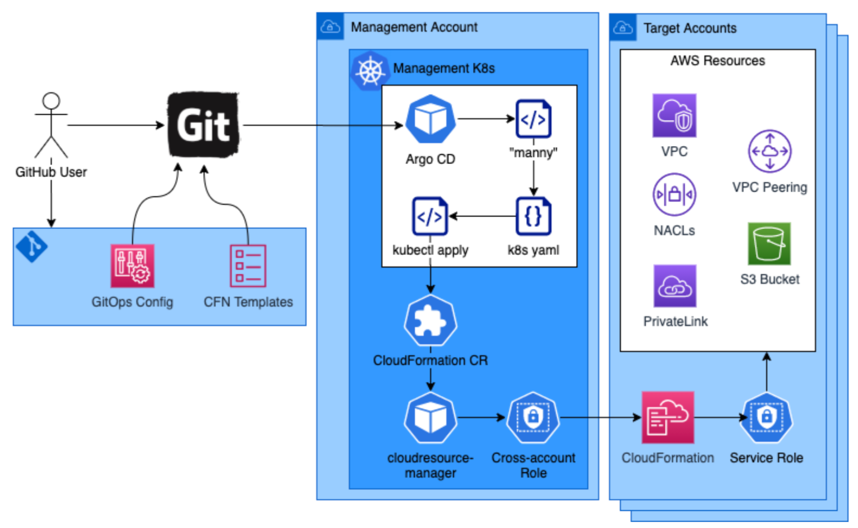 Management Account
Target Accounts
Management K8s
AWS Resources
Git
GitHub User
Argo CD
"manny"
VPC
VPC Peering
kubectl apply
k8s yaml
NACLs
S3 Bucket
GitOps Config
CFN Templates
PrivateLink
CloudFormation CR
cloudresource-
manager
Cross-account
Role
CloudFormation
Service Role